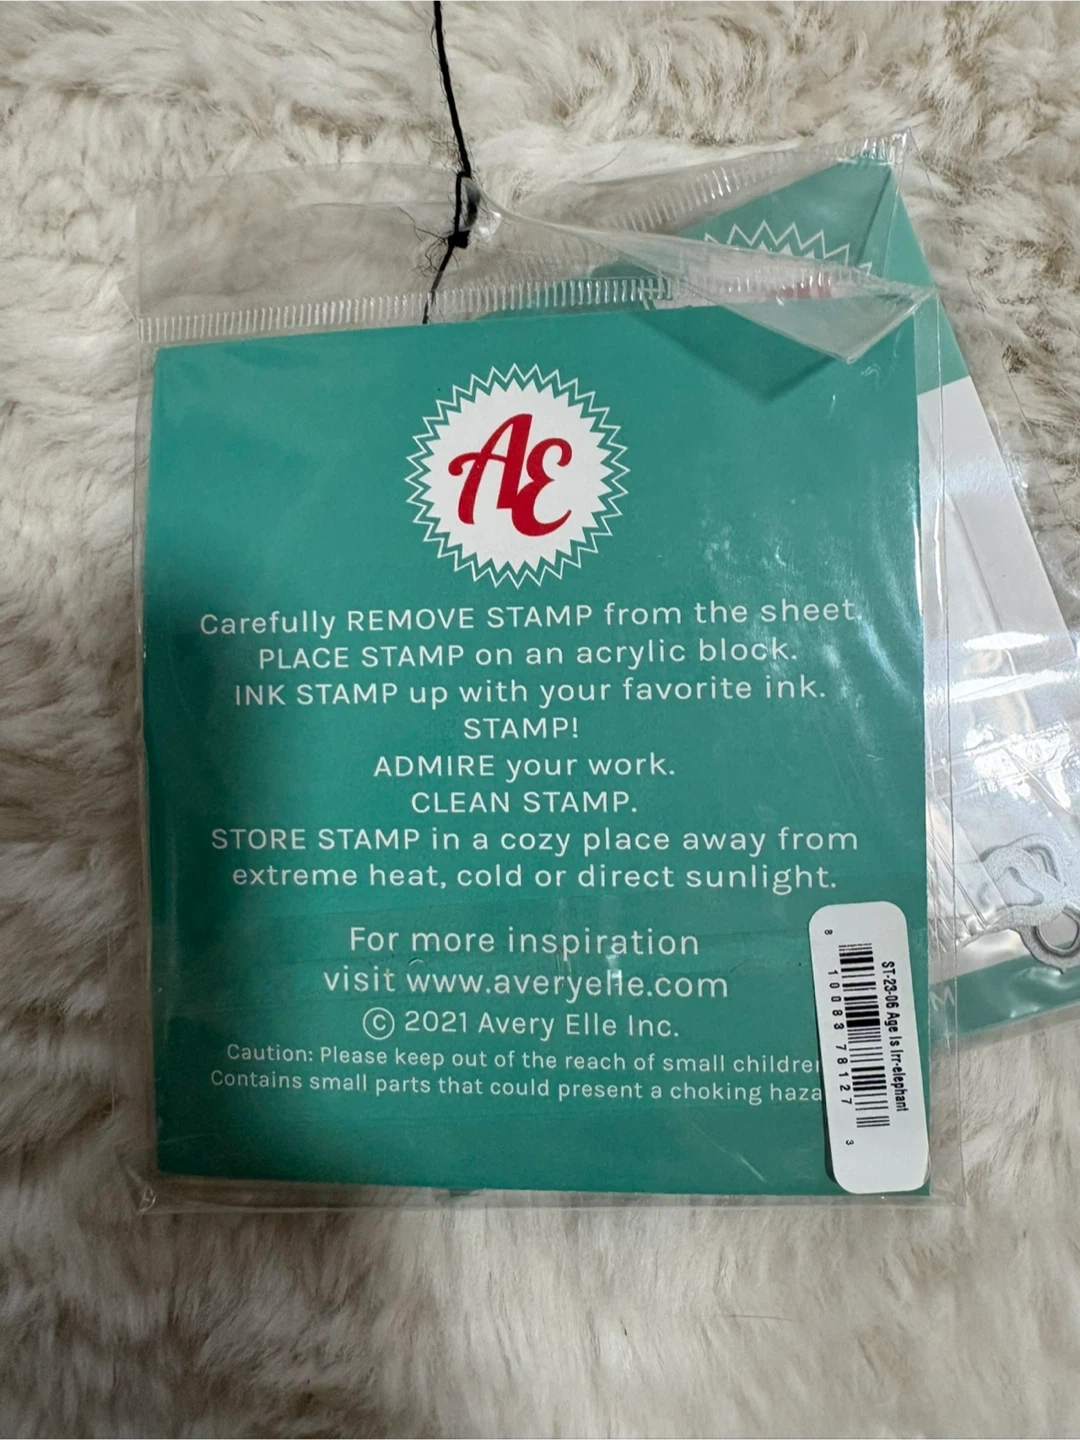 AE
Carefully REMOVE STAMP from the sheet.
PLACE STAMP on an acrylic block.
INK STAMP up with your favorite ink.
STAMP!
ADMIRE your work.
CLEAN STAMP.
STORE STAMP in a cozy place away from
extreme heat, cold or direct sunlight.
For more inspiration
visit www.averyelle.com
© 2021 Avery Elle Inc.
Caution: Please keep out of the reach of small childre
Contains small parts that could present a choking haza
ST-23-06 Age Is Irr-elephant
8 10083 78127 3
M